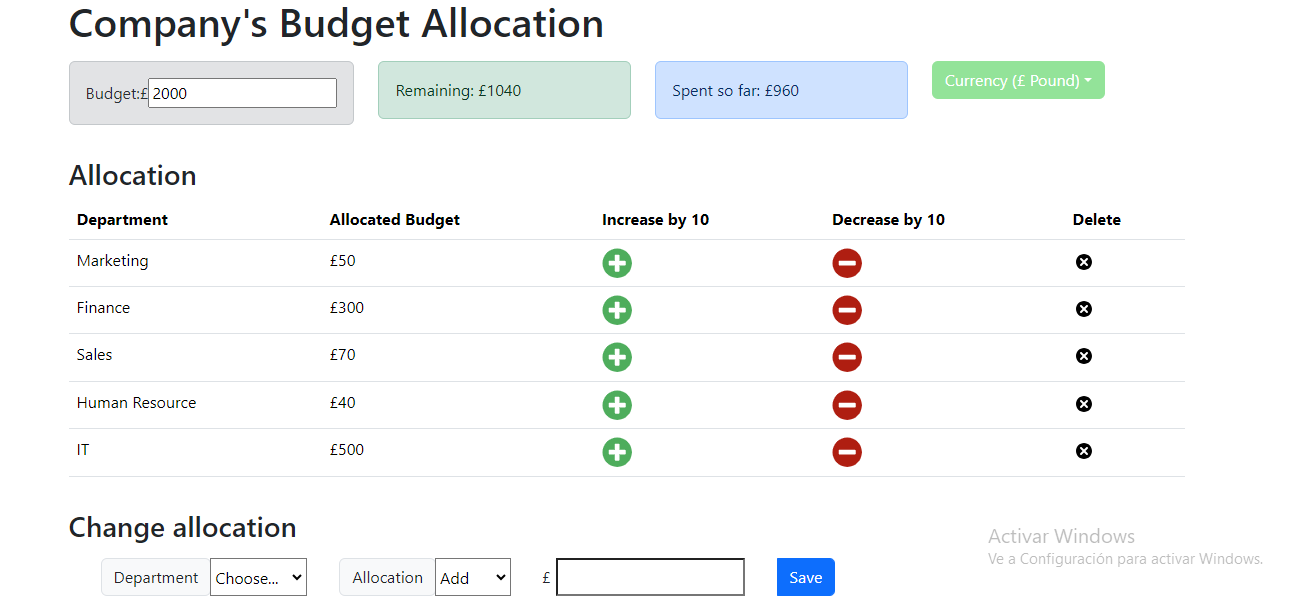 Company's Budget Allocation
Budget:£ 2000 Remaining: £1040 Spent so far: £960 Currency (£ Pound)
Allocation
Department Allocated Budget Increase by 10 Decrease by 10 Delete
Marketing £50
Finance £300
Sales £70
Human Resource £40
IT £500
Change allocation
Activar Windows
Ve a Configuración para activar Windows.
Department Choose... Allocation Add £ Save